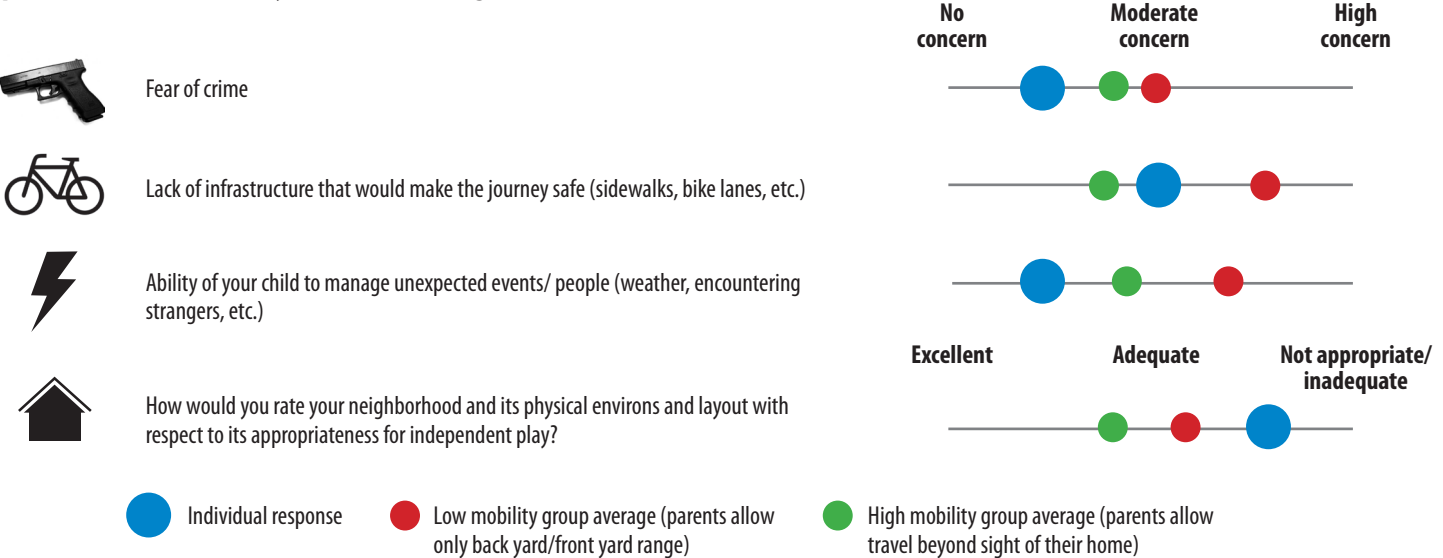 No
concern
Moderate
concern
High
concern
Fear of crime
Lack of infrastructure that would make the journey safe (sidewalks, bike lanes, etc.)
Ability of your child to manage unexpected events/ people (weather, encountering
strangers, etc.)
Excellent
Adequate
Not appropriate/
inadequate
How would you rate your neighborhood and its physical environs and layout with
respect to its appropriateness for independent play?
Individual response
Low mobility group average (parents allow
only back yard/front yard range)
High mobility group average (parents allow
travel beyond sight of their home)